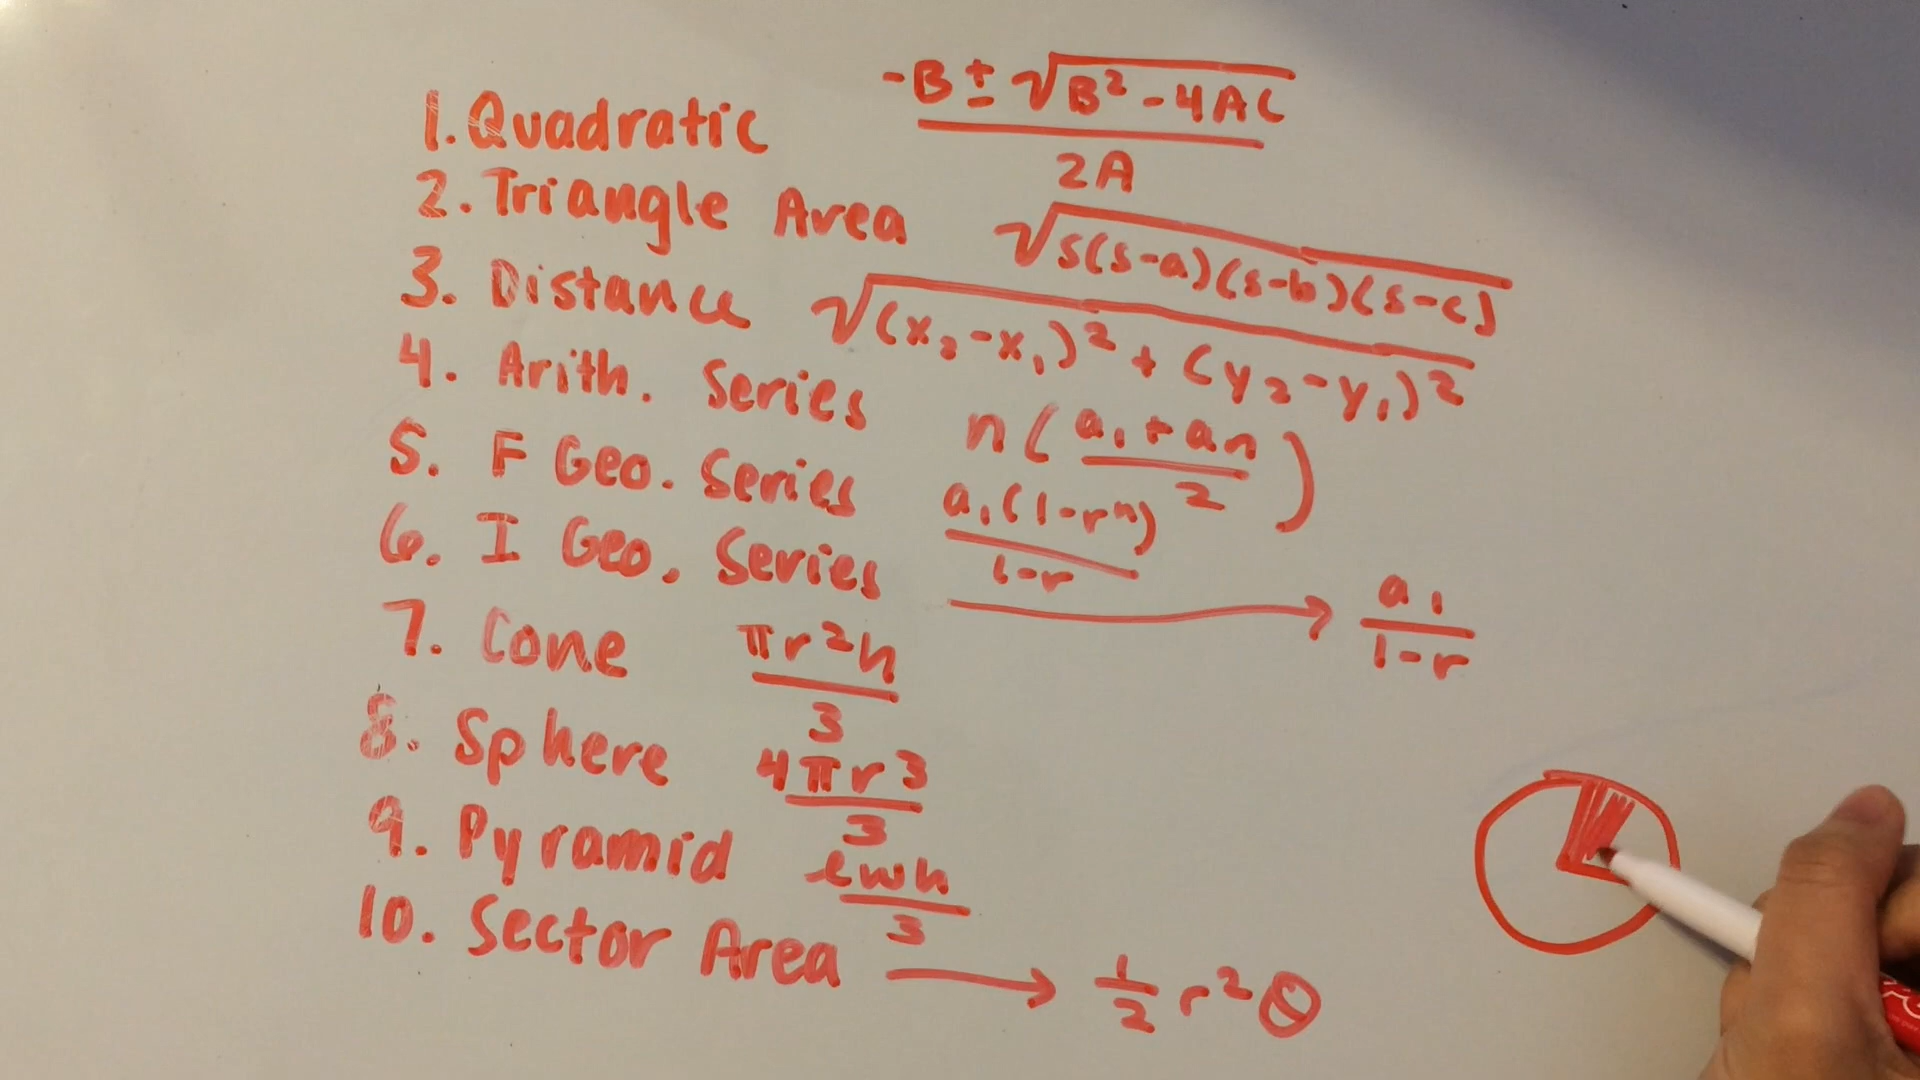 1. Quadratic (-B ± √(B² - 4AC)) / 2A
2. Triangle Area √(s(s-a)(s-b)(s-c))
3. Distance √((x₂-x₁)² + (y₂-y₁)²)
4. Arith. Series n((a₁+an)/2)
5. F Geo. Series a₁(1-rⁿ) / (1-r)
6. I Geo. Series → a₁ / (1-r)
7. Cone πr²h / 3
8. Sphere 4πr³ / 3
9. Pyramid lwh / 3
10. Sector Area → 1/2 r²θ